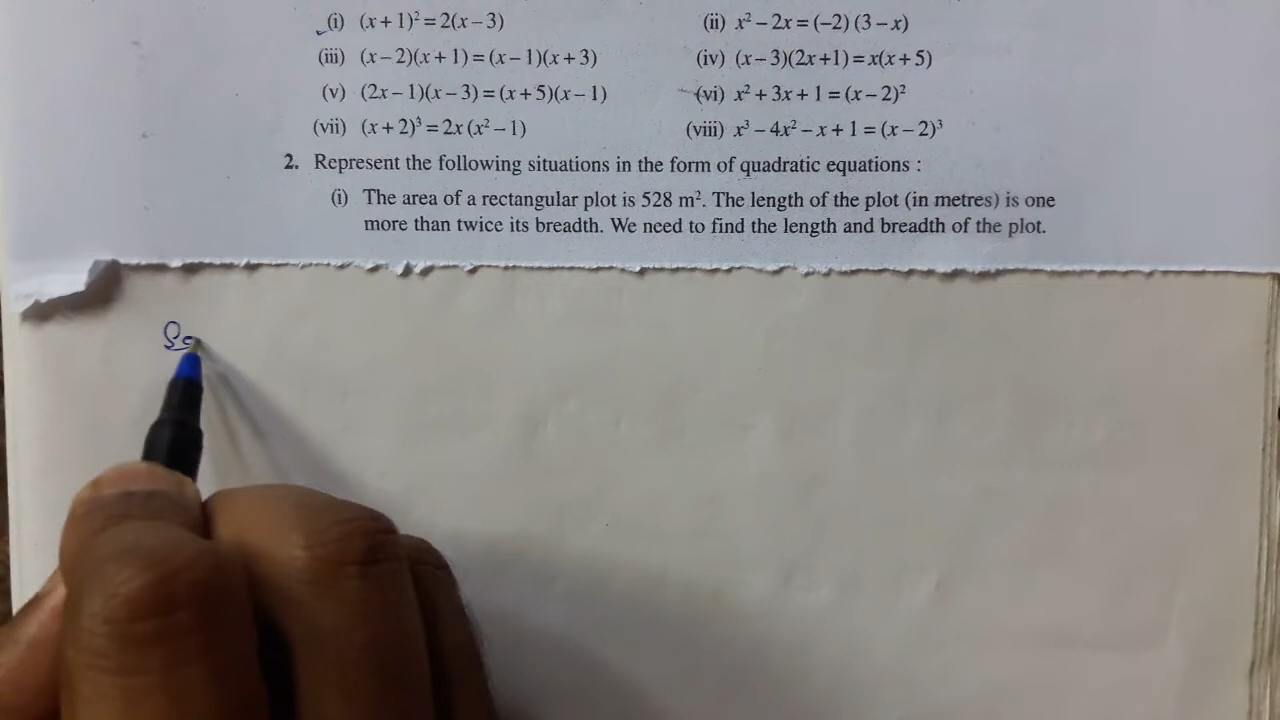 (i) (x + 1)² = 2(x – 3) (ii) x² – 2x = (–2) (3 – x)
(iii) (x – 2)(x + 1) = (x – 1)(x + 3) (iv) (x – 3)(2x + 1) = x(x + 5)
(v) (2x – 1)(x – 3) = (x + 5)(x – 1) (vi) x² + 3x + 1 = (x – 2)²
(vii) (x + 2)³ = 2x (x² – 1) (viii) x³ – 4x² – x + 1 = (x – 2)³
2. Represent the following situations in the form of quadratic equations :
(i) The area of a rectangular plot is 528 m². The length of the plot (in metres) is one
more than twice its breadth. We need to find the length and breadth of the plot.
So